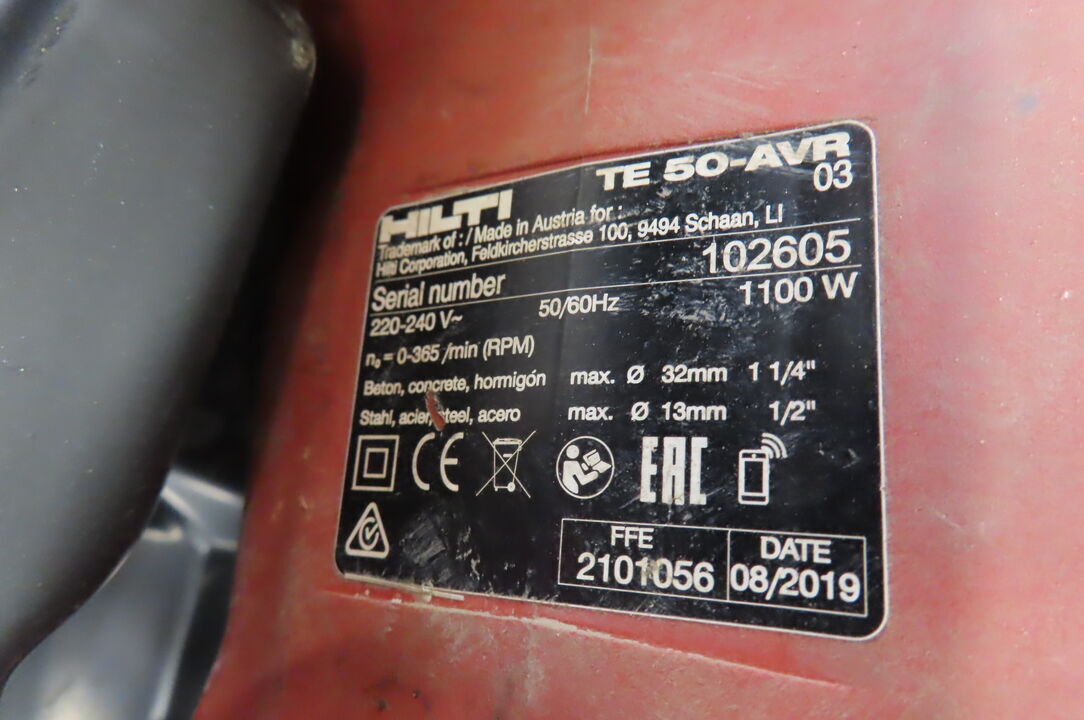 HILTI TE 50-AVR
03
Trademark of : / Made in Austria for :
Hilti Corporation, Feldkircherstrasse 100, 9494 Schaan, LI
Serial number 102605
220-240 V~ 50/60Hz 1100 W
n₀ = 0-365 /min (RPM)
Beton, concrete, hormigón max. Ø 32mm 1 1/4"
Stahl, acier, steel, acero max. Ø 13mm 1/2"
CE EAC
FFE DATE
2101056 08/2019